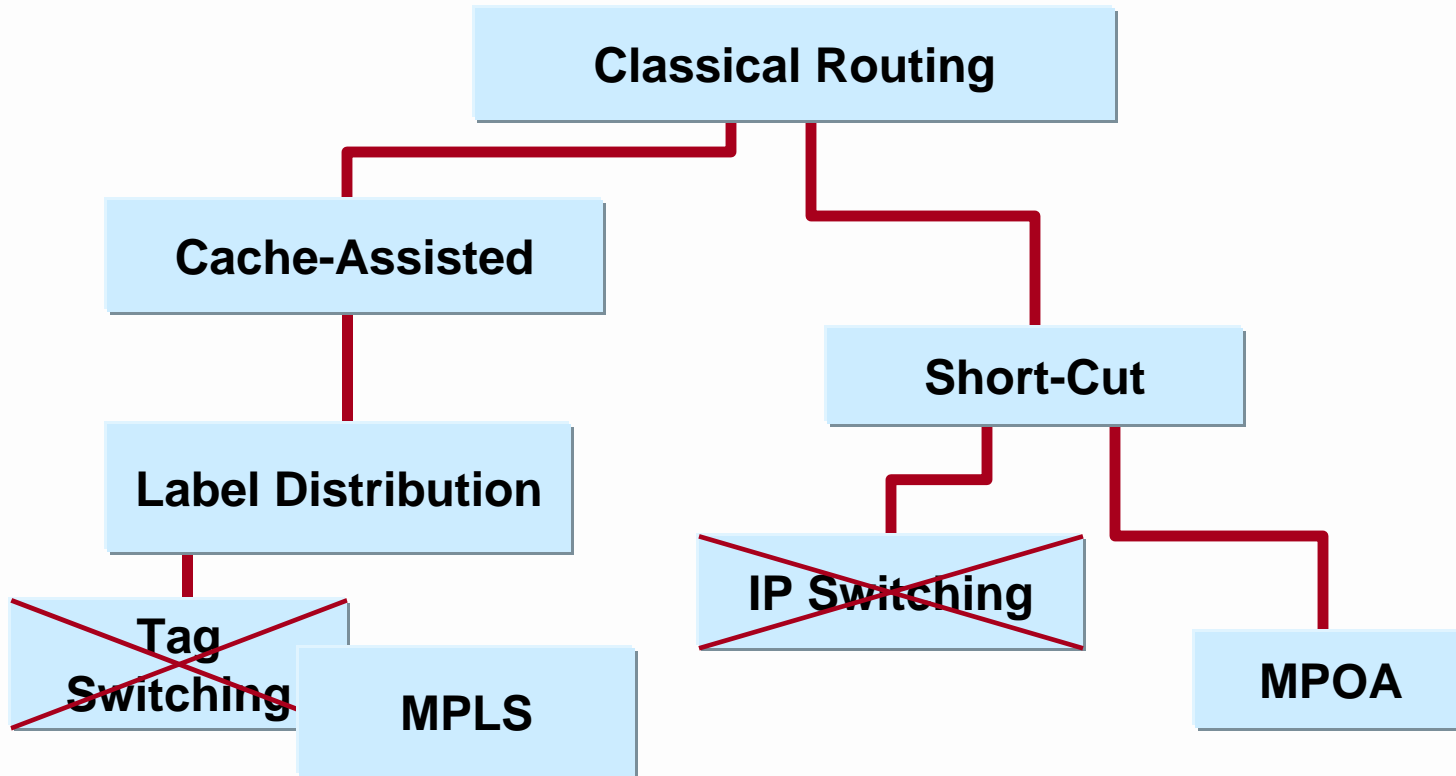 Classical Routing
Cache-Assisted
Short-Cut
Label Distribution
IP Switching
Tag
Switching
MPLS
MPOA